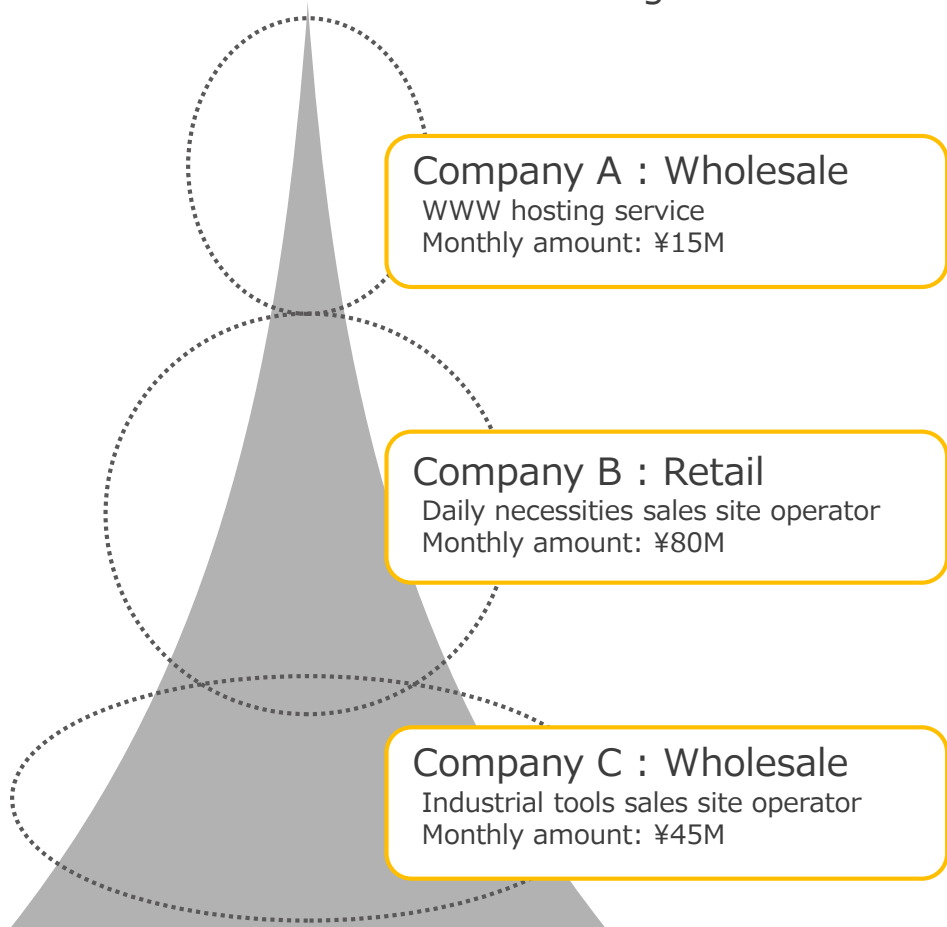 Company A : Wholesale
WWW hosting service
Monthly amount: ¥15M
Company B : Retail
Daily necessities sales site operator
Monthly amount: ¥80M
Company C : Wholesale
Industrial tools sales site operator
Monthly amount: ¥45M